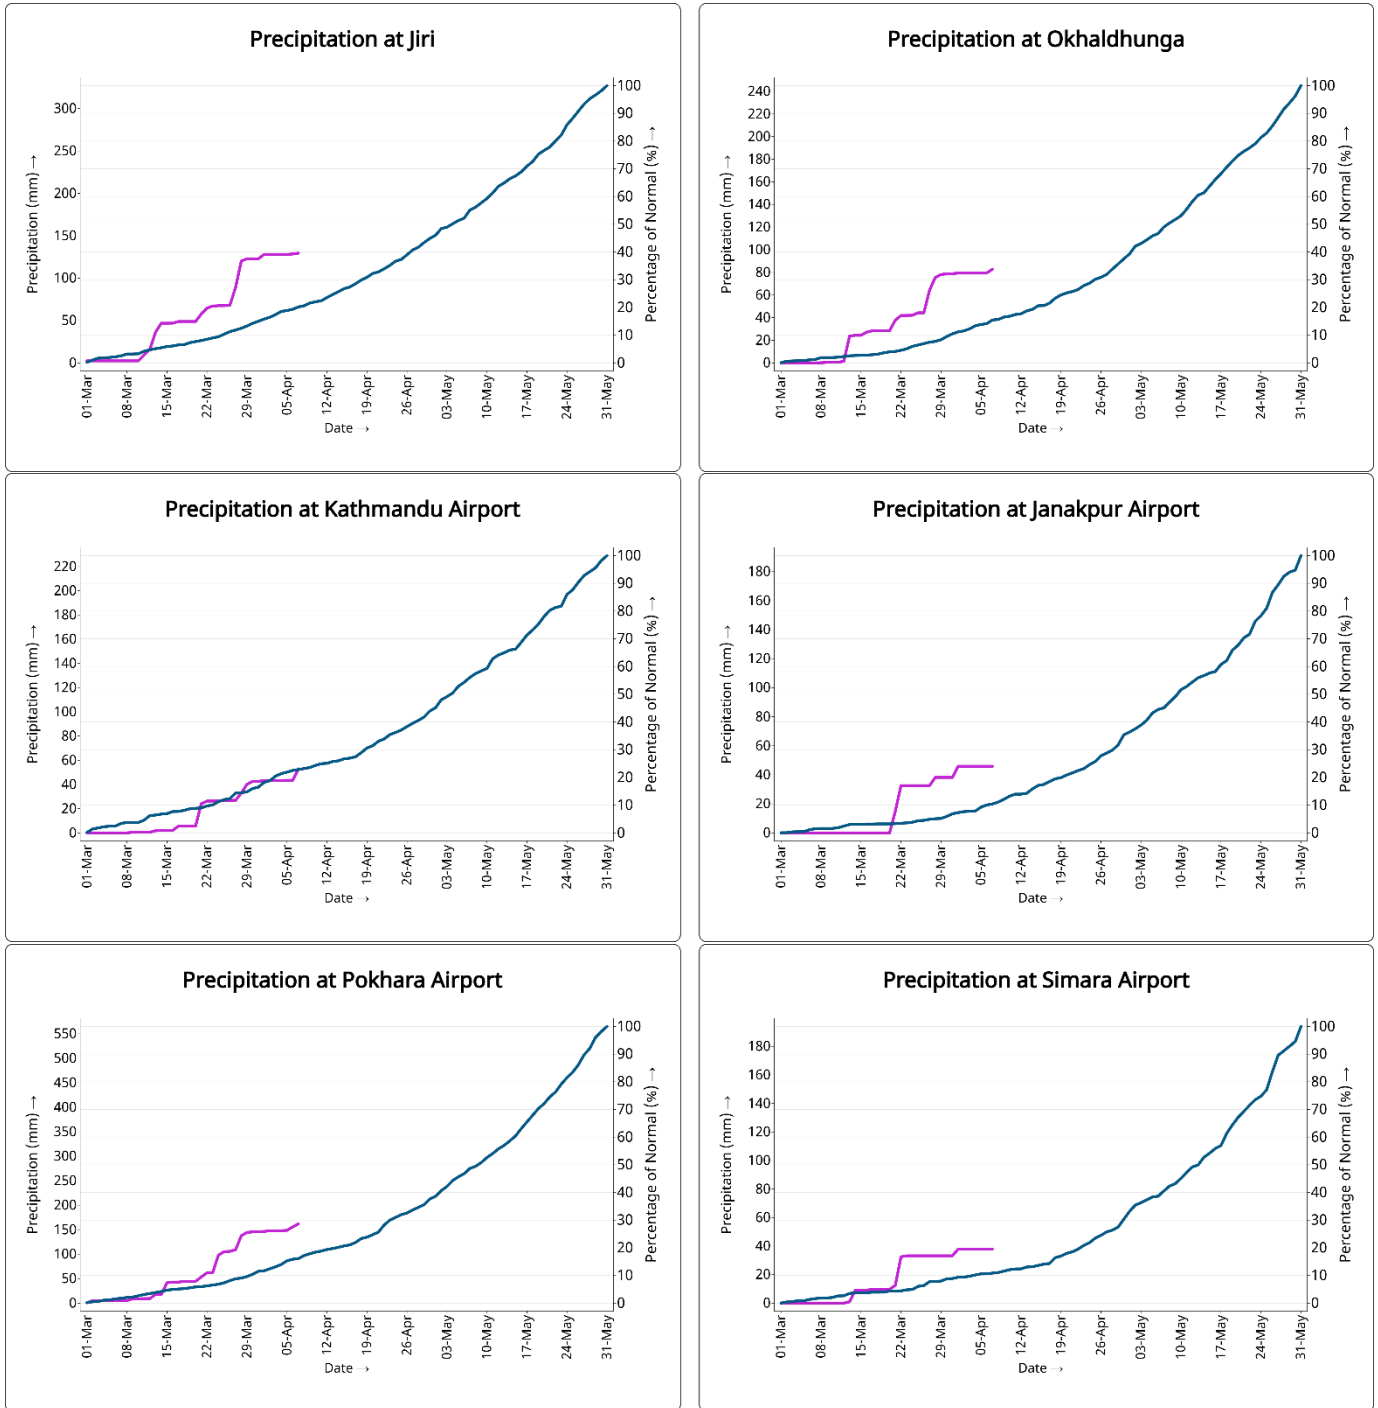 Precipitation at Jiri
Precipitation (mm) →
300
250
200
150
100
50
0
100
90
80
70
60
50
40
30
20
10
0
Percentage of Normal (%) →
01-Mar
08-Mar
15-Mar
22-Mar
29-Mar
05-Apr
12-Apr
19-Apr
26-Apr
03-May
10-May
17-May
24-May
31-May
Date →
Precipitation at Okhaldhunga
Precipitation (mm) →
240
220
200
180
160
140
120
100
80
60
40
20
0
100
90
80
70
60
50
40
30
20
10
0
Percentage of Normal (%) →
01-Mar
08-Mar
15-Mar
22-Mar
29-Mar
05-Apr
12-Apr
19-Apr
26-Apr
03-May
10-May
17-May
24-May
31-May
Date →
Precipitation at Kathmandu Airport
Precipitation (mm) →
220
200
180
160
140
120
100
80
60
40
20
0
100
90
80
70
60
50
40
30
20
10
0
Percentage of Normal (%) →
01-Mar
08-Mar
15-Mar
22-Mar
29-Mar
05-Apr
12-Apr
19-Apr
26-Apr
03-May
10-May
17-May
24-May
31-May
Date →
Precipitation at Janakpur Airport
Precipitation (mm) →
180
160
140
120
100
80
60
40
20
0
100
90
80
70
60
50
40
30
20
10
0
Percentage of Normal (%) →
01-Mar
08-Mar
15-Mar
22-Mar
29-Mar
05-Apr
12-Apr
19-Apr
26-Apr
03-May
10-May
17-May
24-May
31-May
Date →
Precipitation at Pokhara Airport
Precipitation (mm) →
550
500
450
400
350
300
250
200
150
100
50
0
100
90
80
70
60
50
40
30
20
10
0
Percentage of Normal (%) →
01-Mar
08-Mar
15-Mar
22-Mar
29-Mar
05-Apr
12-Apr
19-Apr
26-Apr
03-May
10-May
17-May
24-May
31-May
Date →
Precipitation at Simara Airport
Precipitation (mm) →
180
160
140
120
100
80
60
40
20
0
100
90
80
70
60
50
40
30
20
10
0
Percentage of Normal (%) →
01-Mar
08-Mar
15-Mar
22-Mar
29-Mar
05-Apr
12-Apr
19-Apr
26-Apr
03-May
10-May
17-May
24-May
31-May
Date →